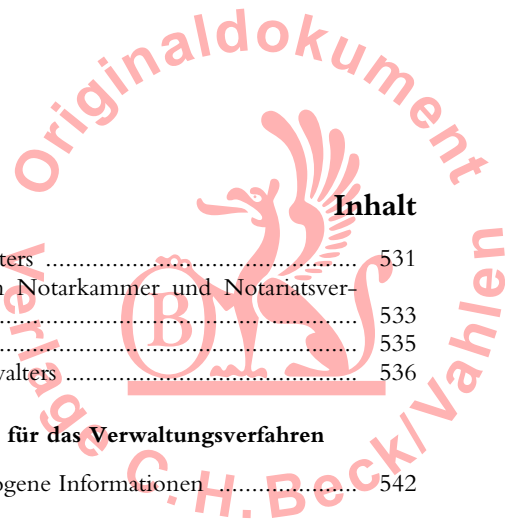 Originaldokument
Inhalt
ters ........................................................... 531
Notarkammer und Notariatsver-
........................................................................ 533
........................................................................ 535
walters ....................................................... 536
für das Verwaltungsverfahren
ogene Informationen ..................... 542
B
Verlage C.H.Beck/Vahlen